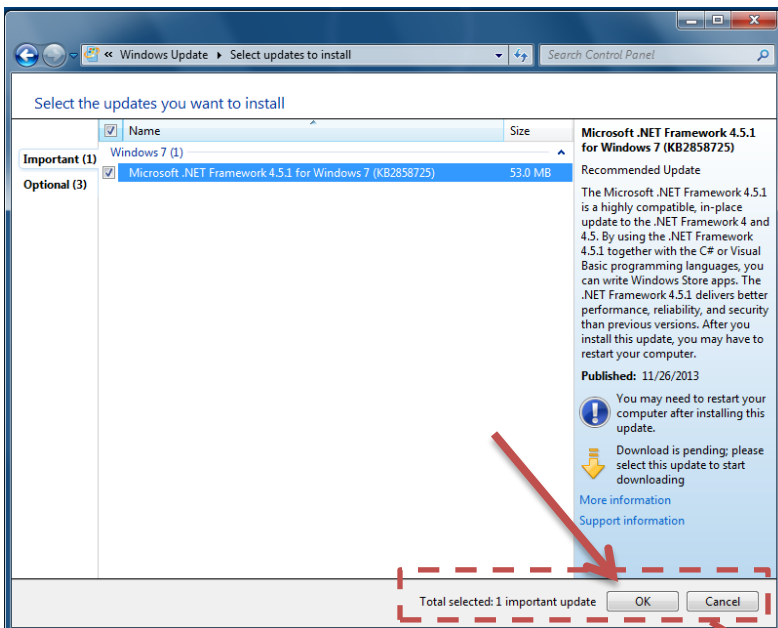 « Windows Update ▸ Select updates to install
Search Control Panel
Select the updates you want to install
Name
Size
Important (1)
Optional (3)
Windows 7 (1)
Microsoft .NET Framework 4.5.1 for Windows 7 (KB2858725)
53.0 MB
Microsoft .NET Framework 4.5.1
for Windows 7 (KB2858725)
Recommended Update
The Microsoft .NET Framework 4.5.1
is a highly compatible, in-place
update to the .NET Framework 4 and
4.5. By using the .NET Framework
4.5.1 together with the C# or Visual
Basic programming languages, you
can write Windows Store apps. The
.NET Framework 4.5.1 delivers better
performance, reliability, and security
than previous versions. After you
install this update, you may have to
restart your computer.
Published: 11/26/2013
You may need to restart your
computer after installing this
update.
Download is pending; please
select this update to start
downloading
More information
Support information
Total selected: 1 important update
OK
Cancel